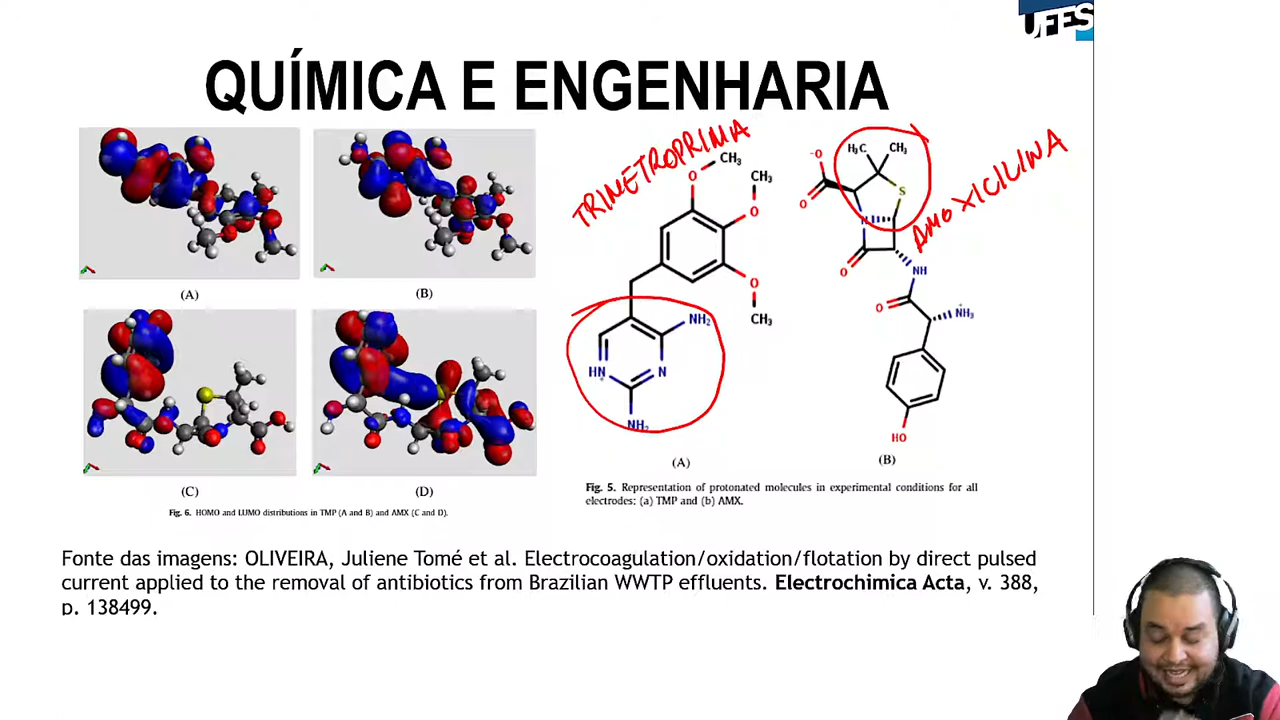 UFES
QUÍMICA E ENGENHARIA
TRIMETROPRIMA
AMOXICILINA
O
CH₃
CH₃
O
O
CH₃
NH₂
HN
+
N
NH₂
(A)
H₃C
CH₃
-O
O
S
N
O
NH
O
+
NH₃
HO
(B)
(A)
(B)
(C)
(D)
Fig. 6. HOMO and LUMO distributions in TMP (A and B) and AMX (C and D).
Fig. 5. Representation of protonated molecules in experimental conditions for all
electrodes: (a) TMP and (b) AMX.
Fonte das imagens: OLIVEIRA, Juliene Tomé et al. Electrocoagulation/oxidation/flotation by direct pulsed
current applied to the removal of antibiotics from Brazilian WWTP effluents. Electrochimica Acta, v. 388,
p. 138499.